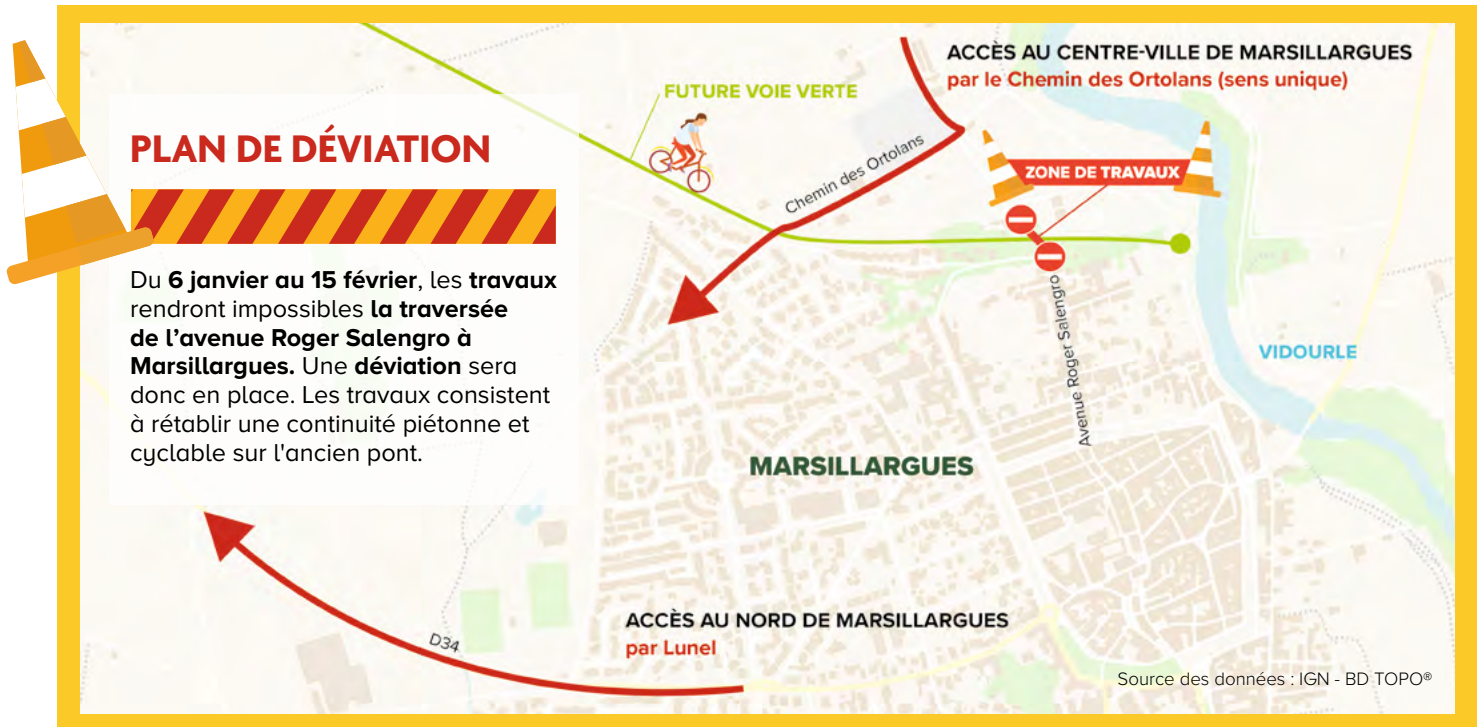 PLAN DE DÉVIATION
Du 6 janvier au 15 février, les travaux
rendront impossibles la traversée
de l’avenue Roger Salengro à
Marsillargues. Une déviation sera
donc en place. Les travaux consistent
à rétablir une continuité piétonne et
cyclable sur l'ancien pont.
FUTURE VOIE VERTE
ACCÈS AU CENTRE-VILLE DE MARSILLARGUES
par le Chemin des Ortolans (sens unique)
Chemin des Ortolans
ZONE DE TRAVAUX
Avenue Roger Salengro
VIDOURLE
MARSILLARGUES
ACCÈS AU NORD DE MARSILLARGUES
par Lunel
D34
Source des données : IGN - BD TOPO®